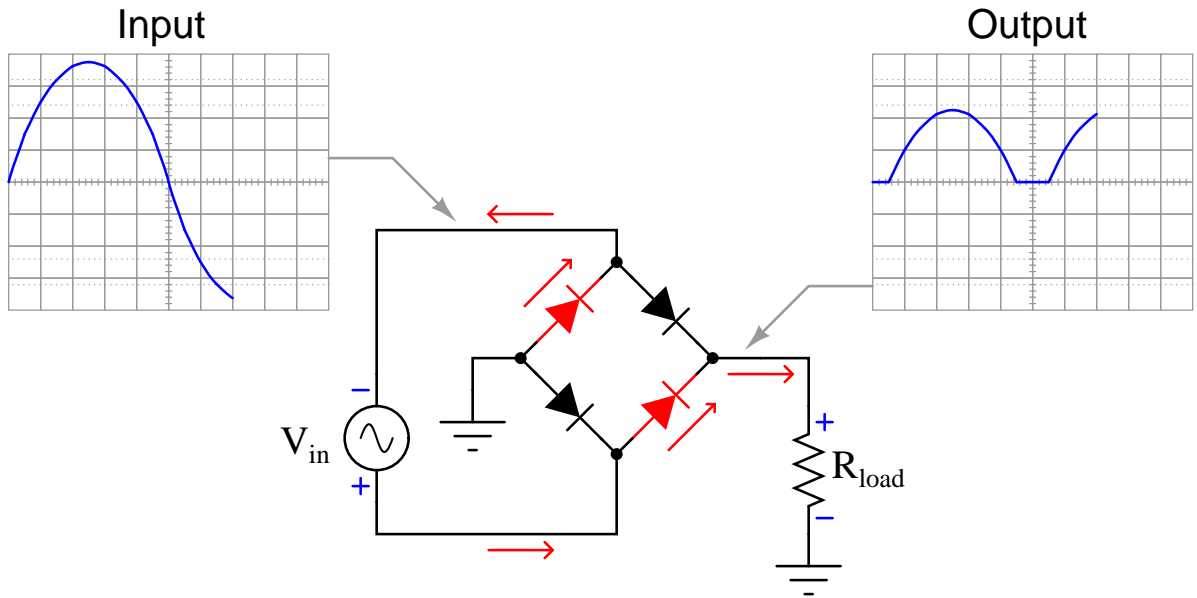 Input
Output
−
+
V_in
+
−
R_load